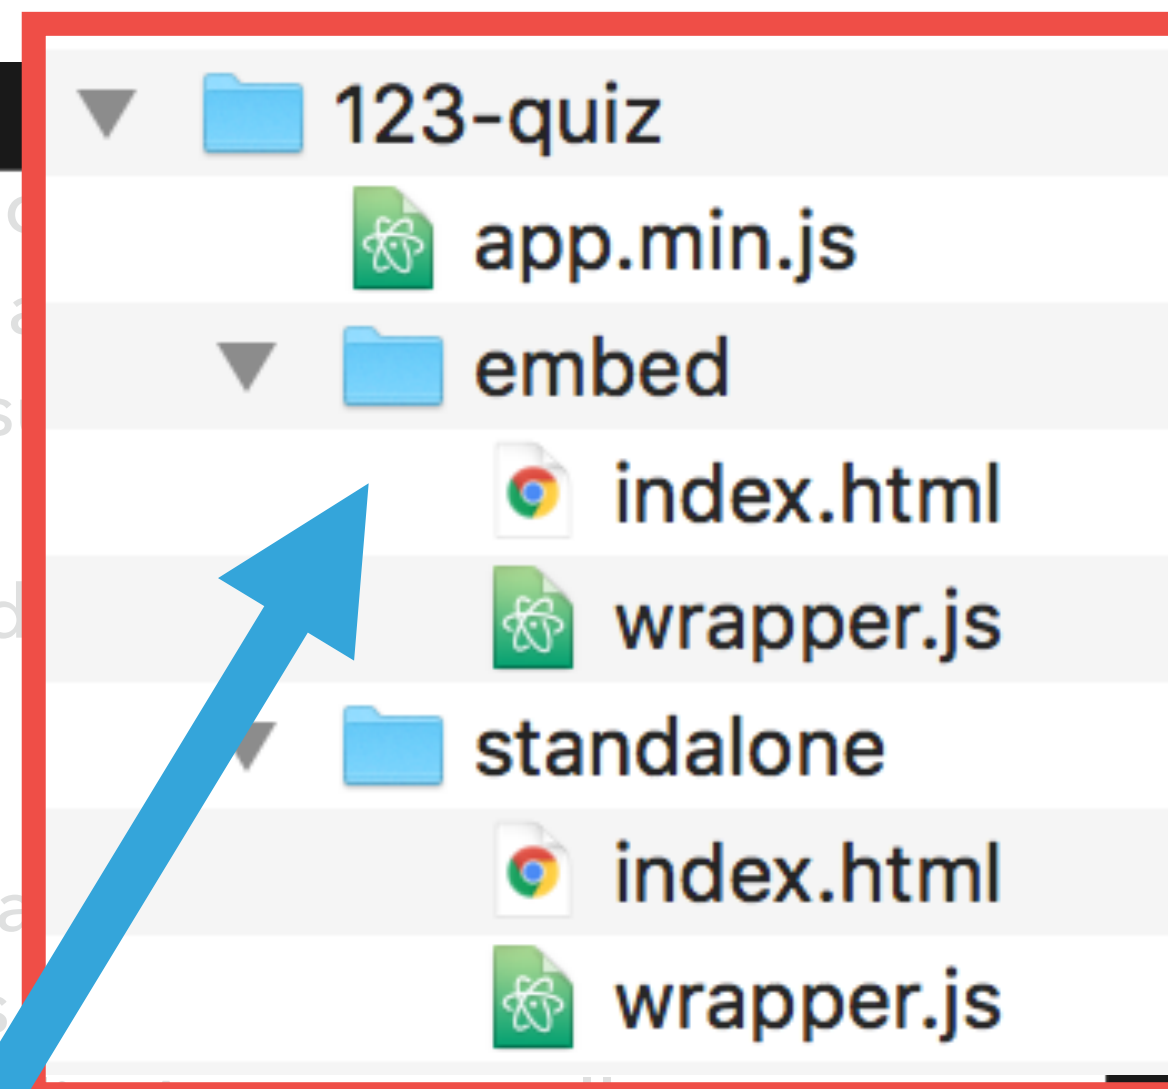 123-quiz
app.min.js
embed
index.html
wrapper.js
standalone
index.html
wrapper.js